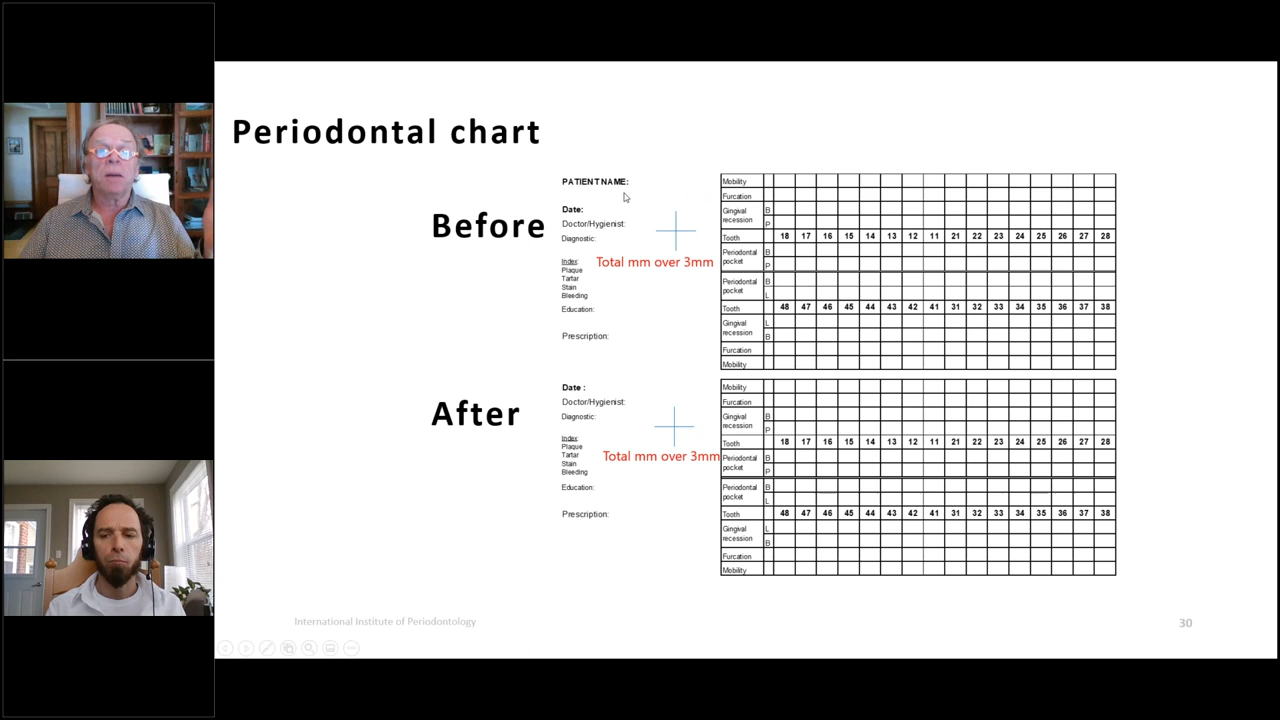 Periodontal chart
Before
PATIENT NAME:
Date:
Doctor/Hygienist:
Diagnostic:
Total mm over 3mm
Index:
Plaque
Tartar
Stain
Bleeding
Education:
Prescription:
Mobility
Furcation
Gingival recession B
P
Tooth 18 17 16 15 14 13 12 11 21 22 23 24 25 26 27 28
Periodontal pocket B
P
Periodontal pocket B
L
Tooth 48 47 46 45 44 43 42 41 31 32 33 34 35 36 37 38
Gingival recession L
B
Furcation
Mobility
After
Date :
Doctor/Hygienist:
Diagnostic:
Total mm over 3mm
Index:
Plaque
Tartar
Stain
Bleeding
Education:
Prescription:
Mobility
Furcation
Gingival recession B
P
Tooth 18 17 16 15 14 13 12 11 21 22 23 24 25 26 27 28
Periodontal pocket B
P
Periodontal pocket B
L
Tooth 48 47 46 45 44 43 42 41 31 32 33 34 35 36 37 38
Gingival recession L
B
Furcation
Mobility
International Institute of Periodontology
30